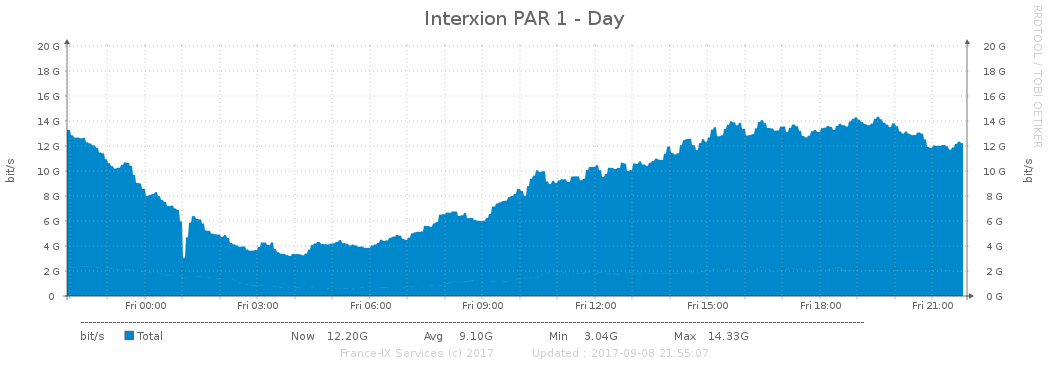 Interxion PAR 1 - Day
RRDTOOL / TOBI OETIKER
bit/s
20 G 20 G
18 G 18 G
16 G 16 G
14 G 14 G
12 G 12 G
10 G 10 G
8 G 8 G
6 G 6 G
4 G 4 G
2 G 2 G
0 0 G
bit/s
Fri 00:00 Fri 03:00 Fri 06:00 Fri 09:00 Fri 12:00 Fri 15:00 Fri 18:00 Fri 21:00
bit/s Total Now 12.20G Avg 9.10G Min 3.04G Max 14.33G
France-IX Services (c) 2017 Updated : 2017-09-08 21:55:07